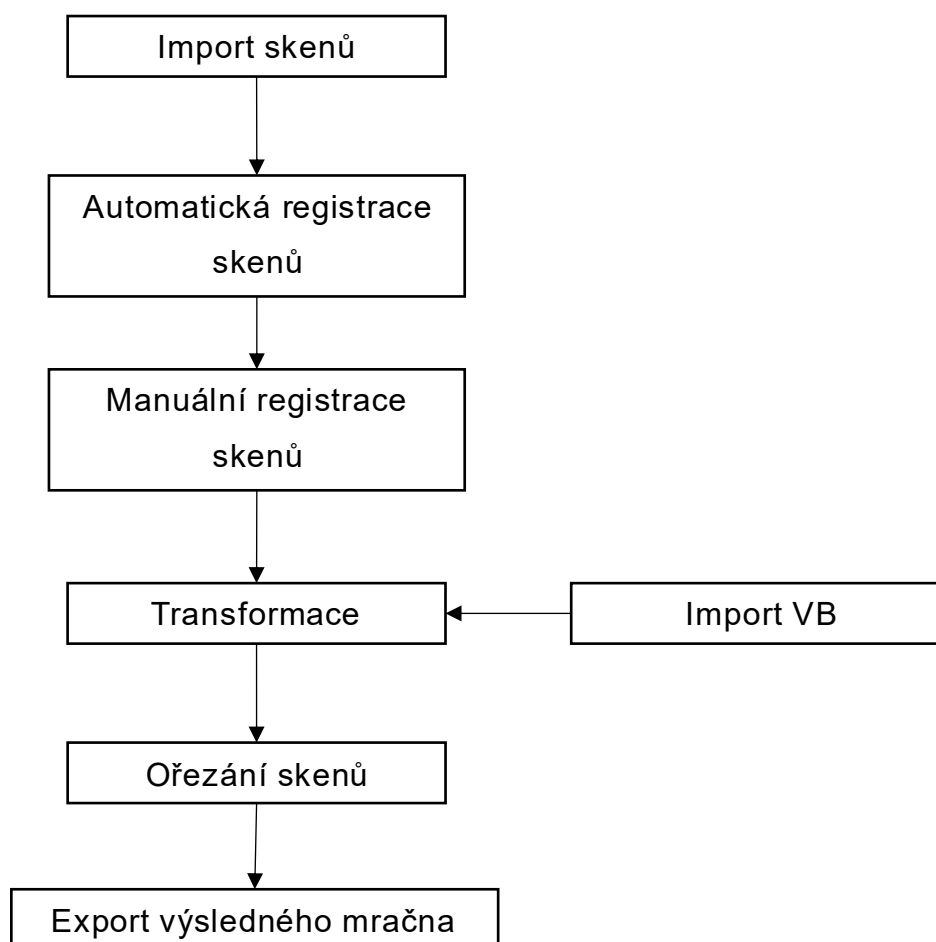 Import skenů
Automatická registrace
skenů
Manuální registrace
skenů
Transformace
Import VB
Ořezání skenů
Export výsledného mračna